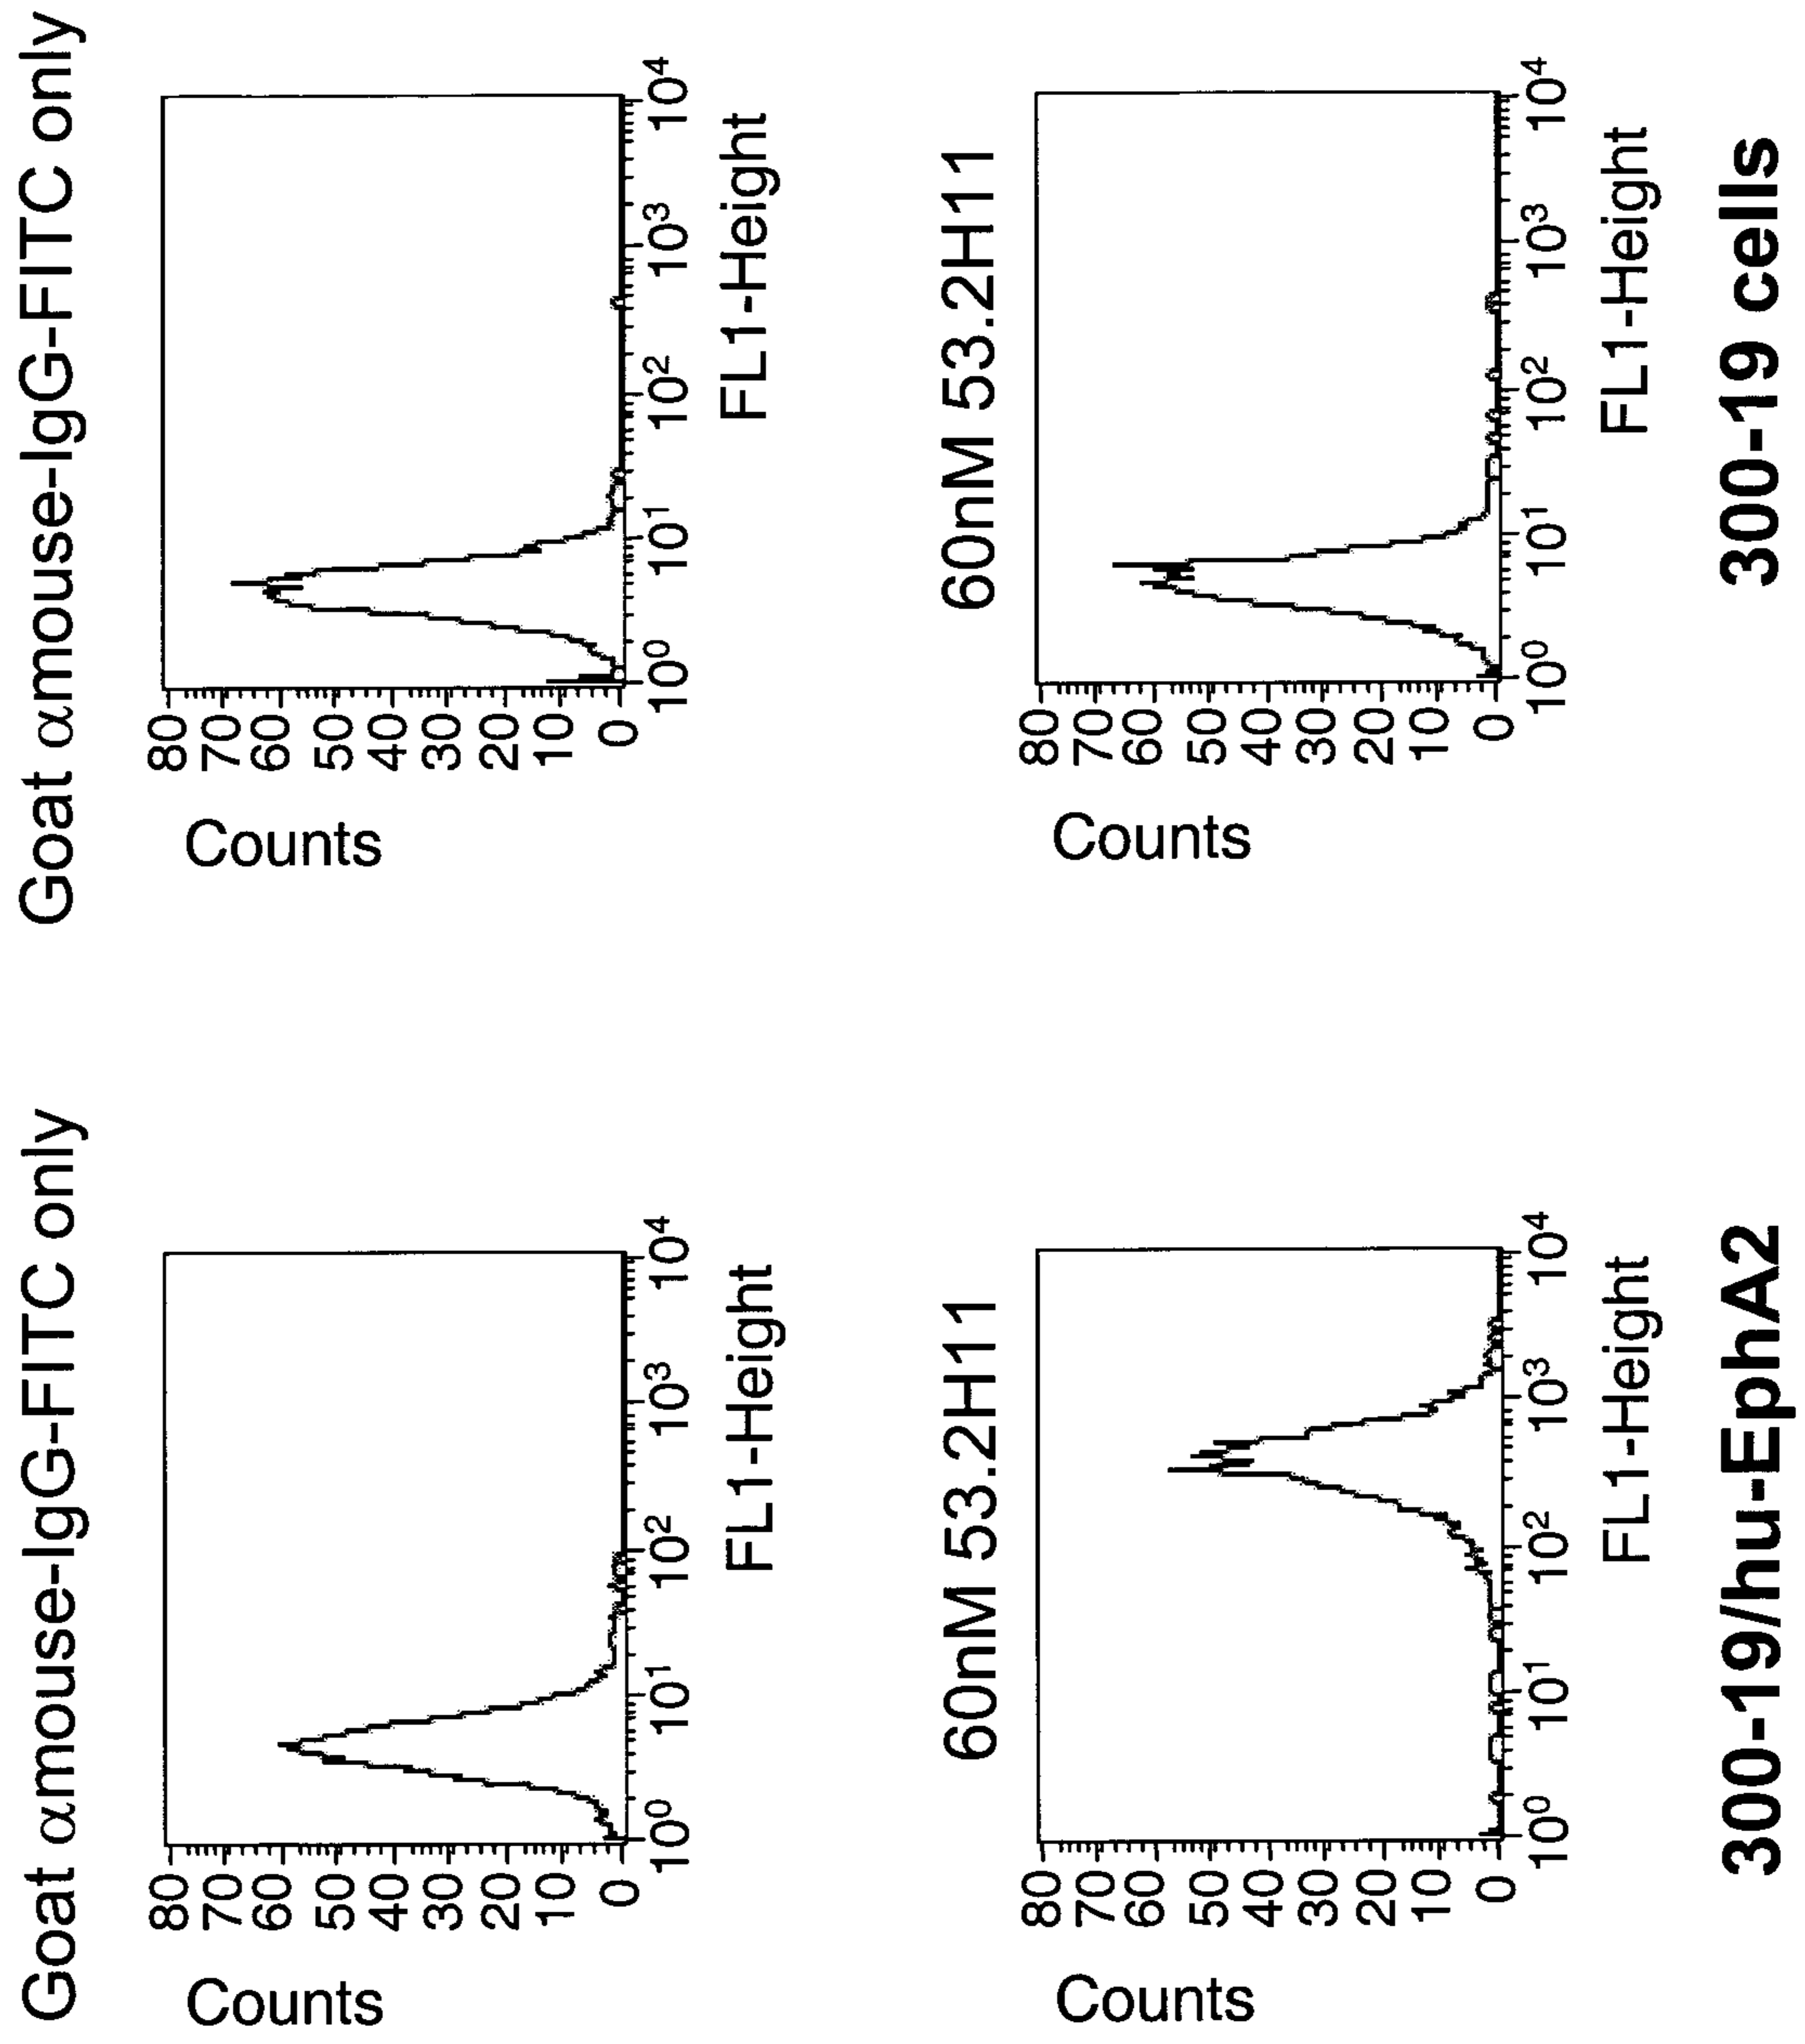 Goat αmouse-IgG-FITC only
Counts
80
70
60
50
40
30
20
10
0
10⁰ 10¹ 10² 10³ 10⁴
FL1-Height
Goat αmouse-IgG-FITC only
Counts
80
70
60
50
40
30
20
10
0
10⁰ 10¹ 10² 10³ 10⁴
FL1-Height
60nM 53.2H11
Counts
80
70
60
50
40
30
20
10
0
10⁰ 10¹ 10² 10³ 10⁴
FL1-Height
60nM 53.2H11
Counts
80
70
60
50
40
30
20
10
0
10⁰ 10¹ 10² 10³ 10⁴
FL1-Height
300-19/hu-EphA2
300-19 cells